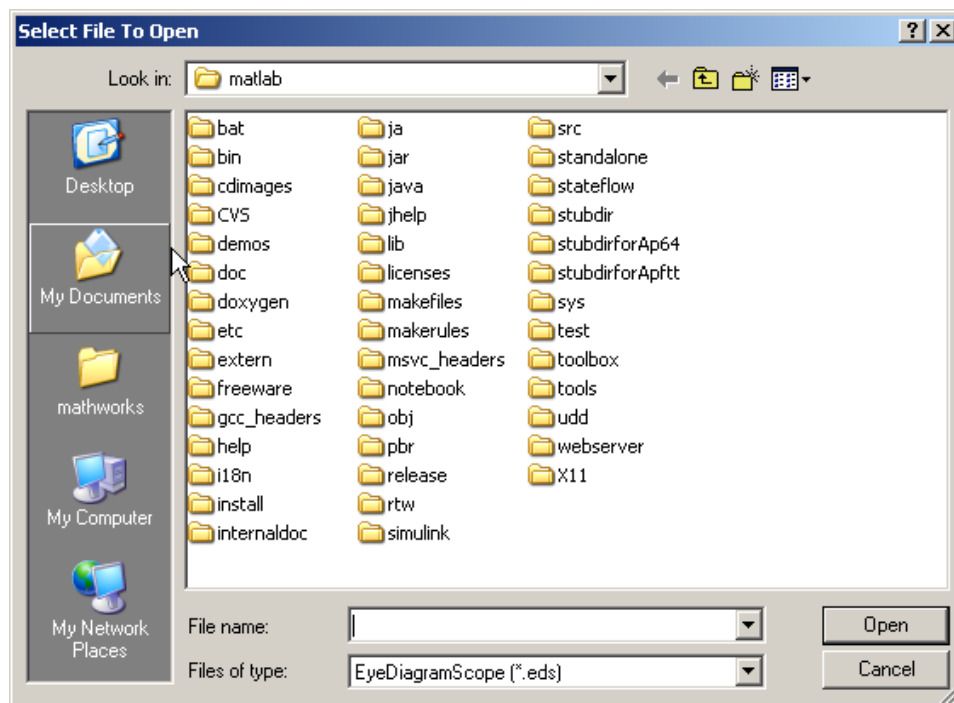 Select File To Open
Look in: matlab
Desktop
My Documents
mathworks
My Computer
My Network
Places
bat
bin
cdimages
CVS
demos
doc
doxygen
etc
extern
freeware
gcc_headers
help
i18n
install
internaldoc
ja
jar
java
jhelp
lib
licenses
makefiles
makerules
msvc_headers
notebook
obj
pbr
release
rtw
simulink
src
standalone
stateflow
stubdir
stubdirforAp64
stubdirforApftt
sys
test
toolbox
tools
udd
webserver
X11
File name:
Open
Files of type: EyeDiagramScope (*.eds)
Cancel